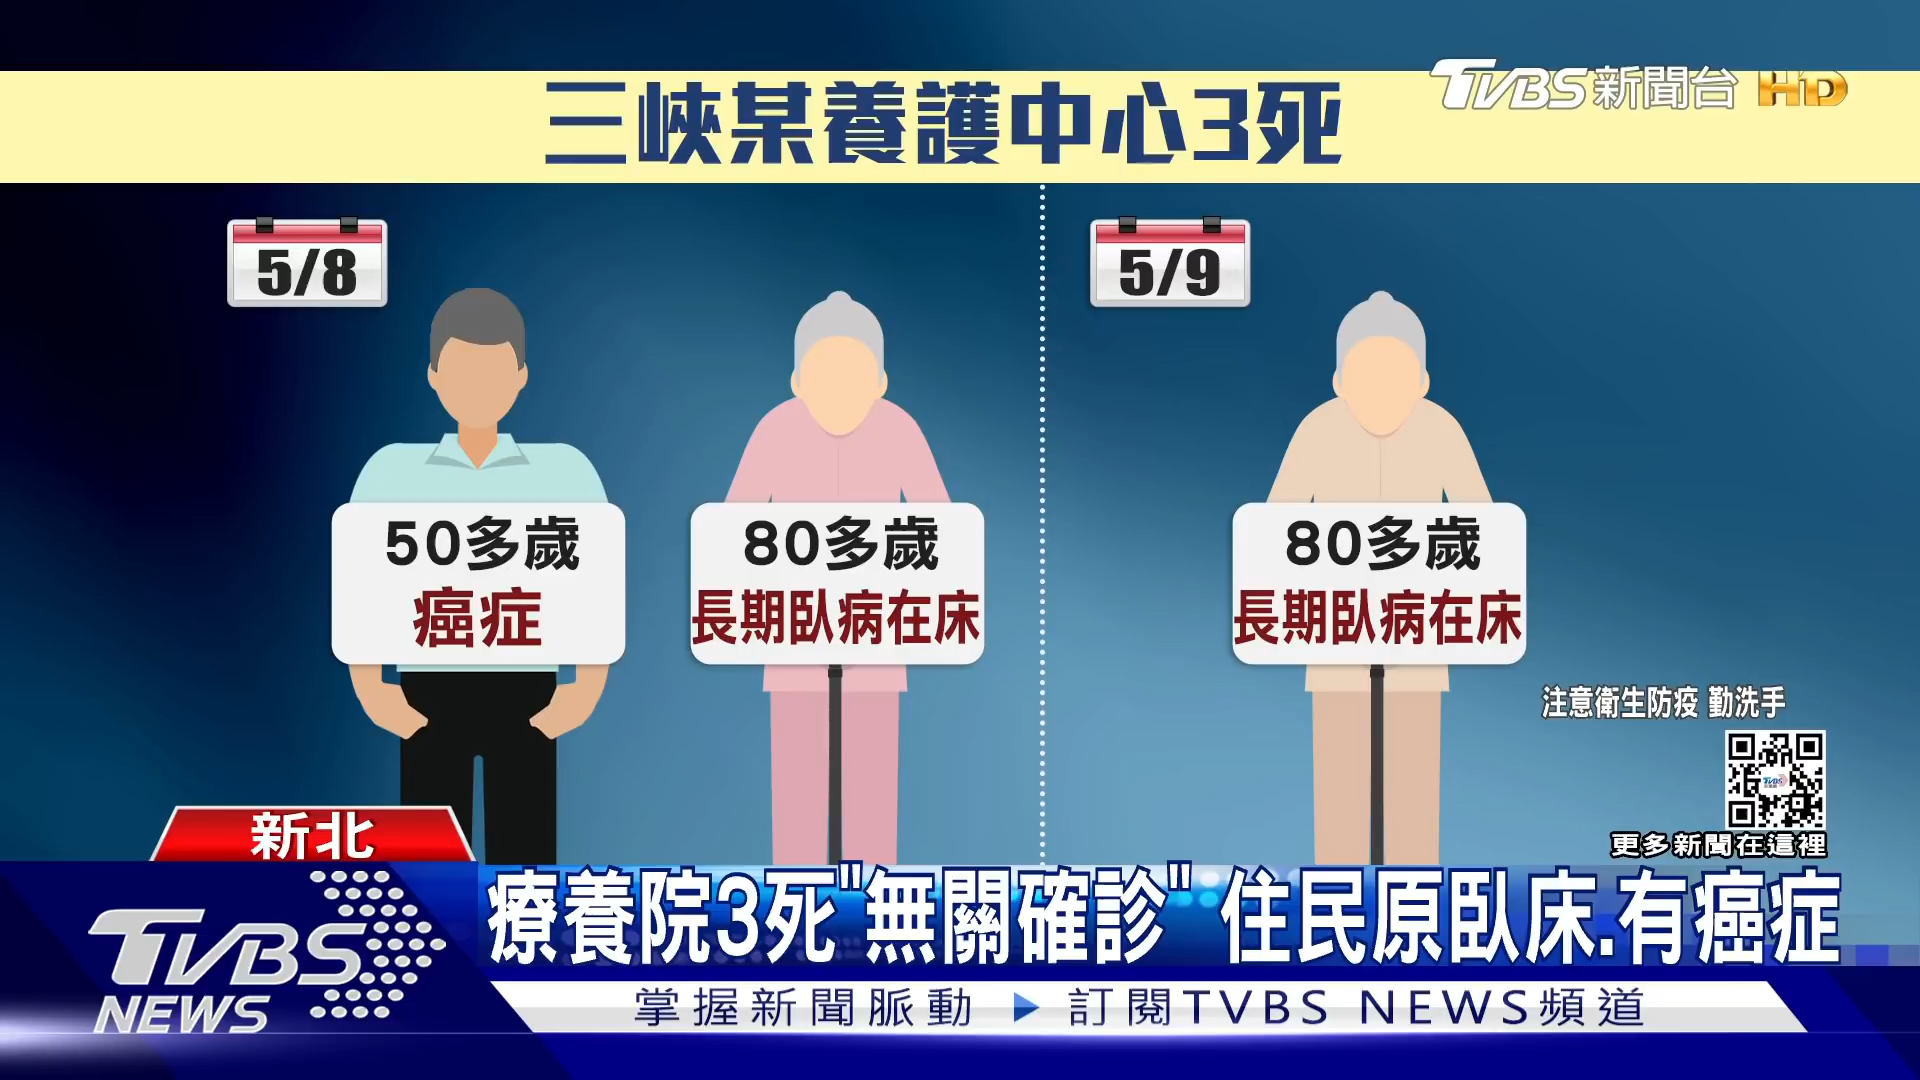 TVBS新聞台 HD
三峽某養護中心3死
5/8
5/9
50多歲
癌症
80多歲
長期臥病在床
80多歲
長期臥病在床
注意衛生防疫 勤洗手
TVBS
更多新聞在這裡
新北
療養院3死"無關確診" 住民原臥床.有癌症
TVBS
NEWS
掌握新聞脈動 ▶ 訂閱TVBS NEWS頻道